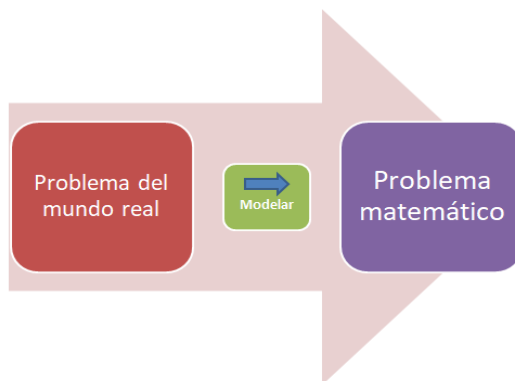 Problema del
mundo real
Modelar
Problema
matemático